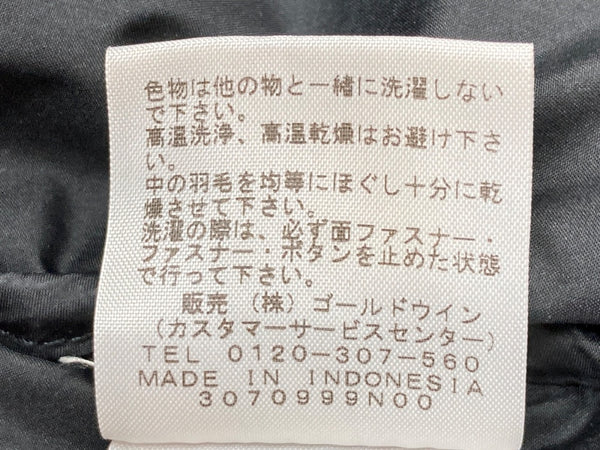 色物は他の物と一緒に洗濯しない
で下さい。
高温洗浄、高温乾燥はお避け下さ
い。
中の羽毛を均等にほぐし十分に乾
燥させて下さい。
洗濯の際は、必ず面ファスナー・
ファスナー・ボタンを止めた状態
で行って下さい。
販売 (株) ゴールドウイン
(カスタマーサービスセンター)
TEL 0120-307-560
MADE IN INDONESIA
3070999N00